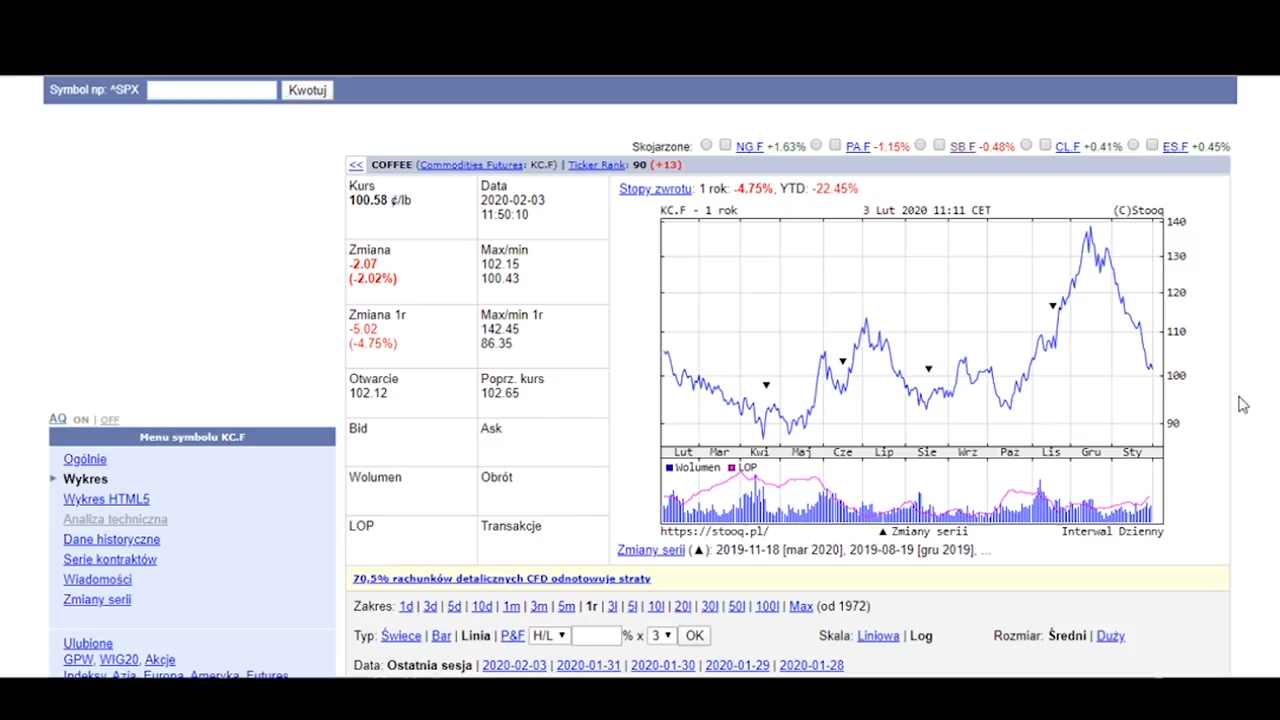 Symbol np: ^SPX Kwotuj
Skojarzone: NG.F +1.63% PA.F -1.15% SB.F -0.48% CL.F +0.41% ES.F +0.45%
<< COFFEE (Commodities Futures: KC.F) | Ticker Rank: 90 (+13)
Kurs
100.58 ¢/lb
Data
2020-02-03
11:50:10
Zmiana
-2.07
(-2.02%)
Max/min
102.15
100.43
Zmiana 1r
-5.02
(-4.75%)
Max/min 1r
142.45
86.35
Otwarcie
102.12
Poprz. kurs
102.65
Bid
Ask
Wolumen
Obrót
LOP
Transakcje
Stopy zwrotu: 1 rok: -4.75%, YTD: -22.45%
KC.F - 1 rok 3 Lut 2020 11:11 CET (C)Stooq
140
130
120
110
100
90
Lut Mar Kwi Maj Cze Lip Sie Wrz Paz Lis Gru Sty
Wolumen LOP
https://stooq.pl/ ▲ Zmiany serii Interwal Dzienny
Zmiany serii (▲): 2019-11-18 [mar 2020], 2019-08-19 [gru 2019], ...
70,5% rachunków detalicznych CFD odnotowuje straty
Zakres: 1d | 3d | 5d | 10d | 1m | 3m | 5m | 1r | 3l | 5l | 10l | 20l | 30l | 50l | 100l | Max (od 1972)
Typ: Świece | Bar | Linia | P&F H/L % x 3 OK Skala: Liniowa | Log Rozmiar: Średni | Duży
Data: Ostatnia sesja | 2020-02-03 | 2020-01-31 | 2020-01-30 | 2020-01-29 | 2020-01-28
AQ ON | OFF
Menu symbolu KC.F
Ogólnie
Wykres
Wykres HTML5
Analiza techniczna
Dane historyczne
Serie kontraktów
Wiadomości
Zmiany serii
Ulubione
GPW, WIG20, Akcje
Indeksy, Azja, Europa, Ameryka, Futures